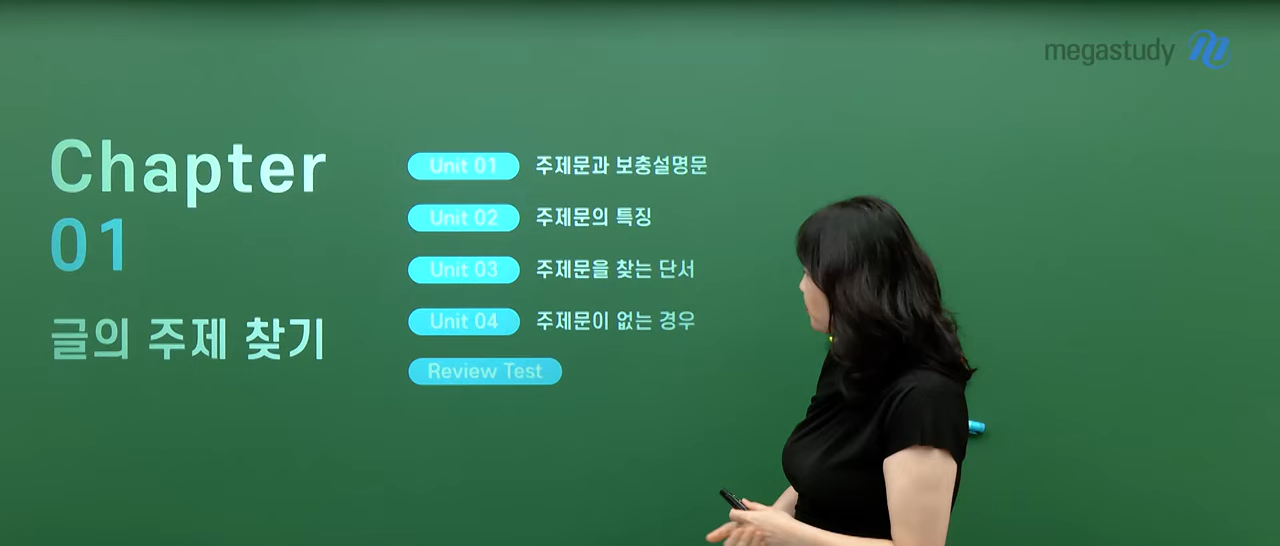 megastudy
Chapter
01
글의 주제 찾기
Unit 01 주제문과 보충설명문
Unit 02 주제문의 특징
Unit 03 주제문을 찾는 단서
Unit 04 주제문이 없는 경우
Review Test